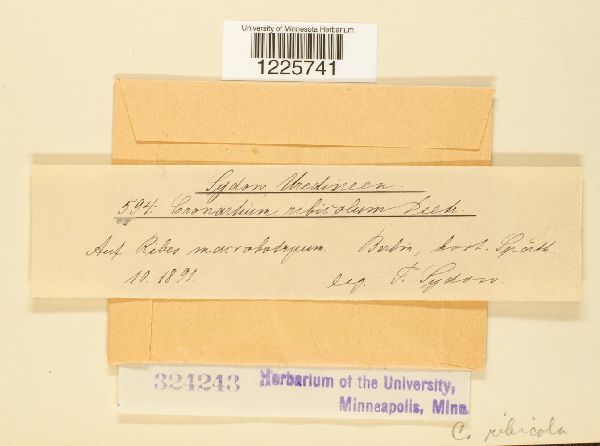 University of Minnesota Herbarium
1225741
Sydow Uredineen.
594. Cronartium ribicolum Dietr.
Auf Ribes macrobotryum Berlin, hort. Späth.
10.1891. leg. P. Sydow.
324243 Herbarium of the University,
Minneapolis, Minn.
C. ribicola